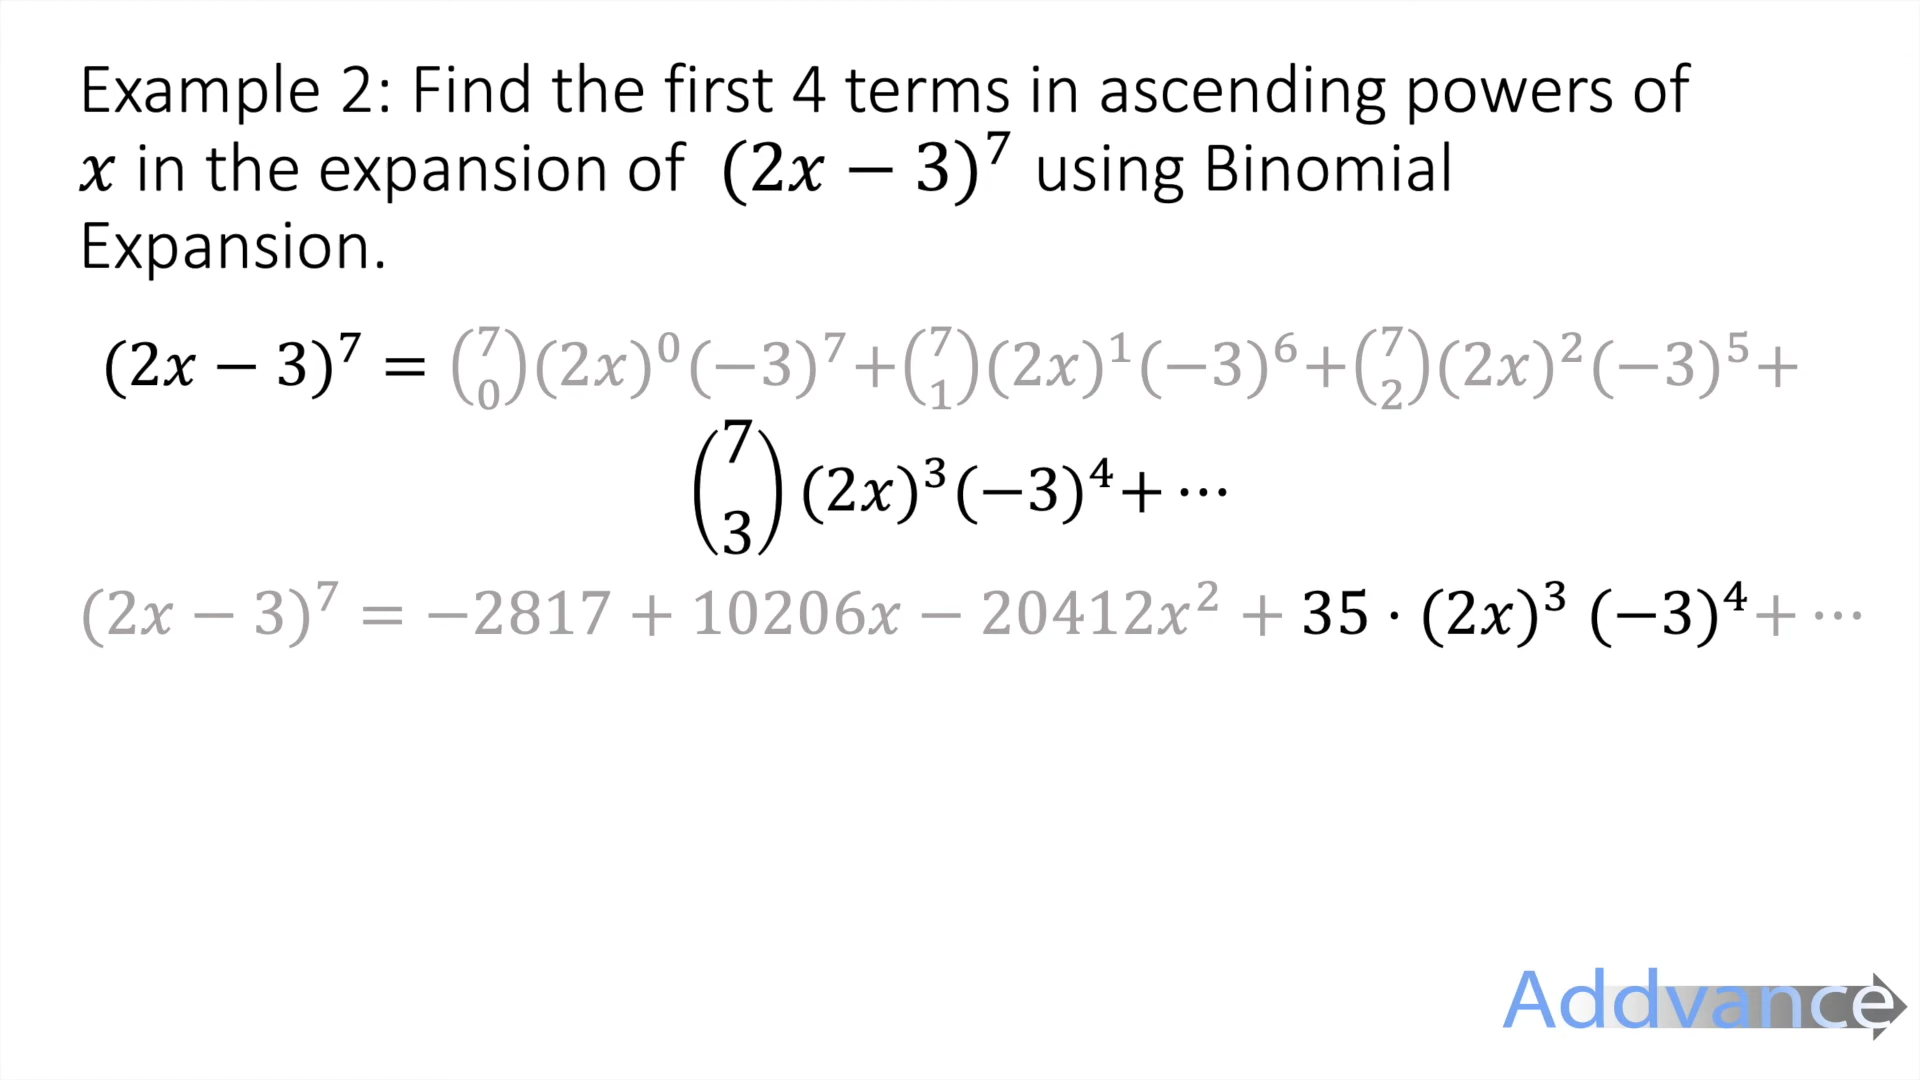 Example 2: Find the first 4 terms in ascending powers of
x in the expansion of (2x − 3)⁷ using Binomial
Expansion.
(2x − 3)⁷ = (7 0)(2x)⁰(−3)⁷+(7 1)(2x)¹(−3)⁶+(7 2)(2x)²(−3)⁵+
(7 3)(2x)³(−3)⁴+ ⋯
(2x − 3)⁷ = −2817 + 10206x − 20412x² + 35 · (2x)³ (−3)⁴+ ⋯
Addvance